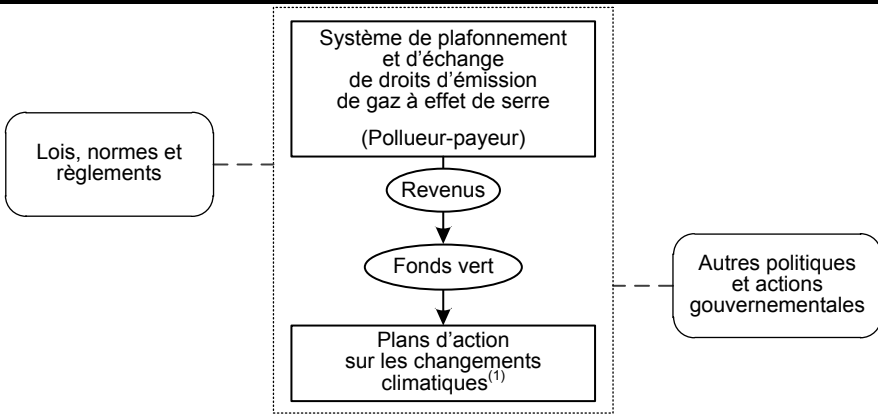 Système de plafonnement
et d'échange
de droits d'émission
de gaz à effet de serre
(Pollueur-payeur)
Lois, normes et
règlements
Revenus
Fonds vert
Autres politiques
et actions
gouvernementales
Plans d'action
sur les changements
climatiques(1)